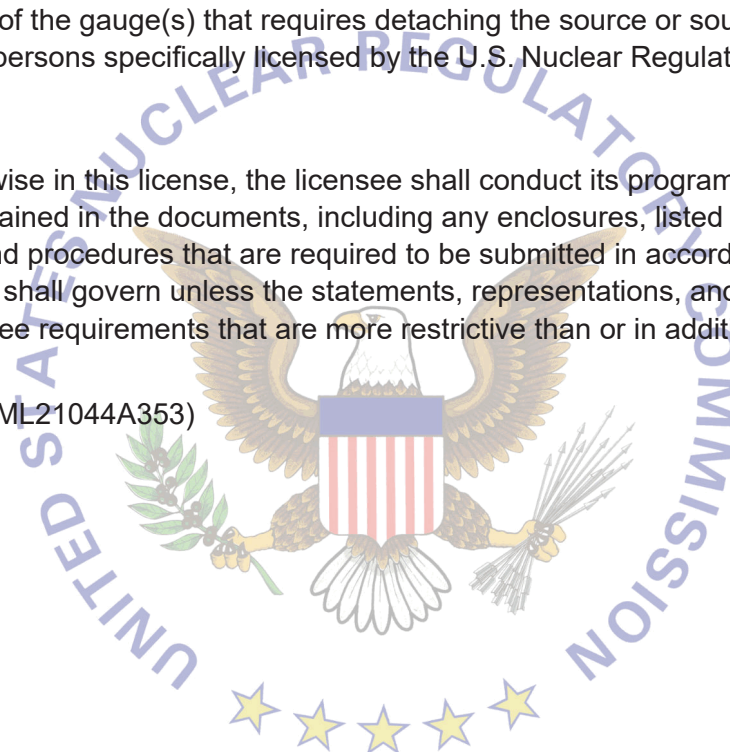 of the gauge(s) that requires detaching the source or sou
persons specifically licensed by the U.S. Nuclear Regulat
wise in this license, the licensee shall conduct its program
tained in the documents, including any enclosures, listed
nd procedures that are required to be submitted in accord
shall govern unless the statements, representations, and
ee requirements that are more restrictive than or in addit
ML21044A353)
UNITED STATES NUCLEAR REGULATORY COMMISSION